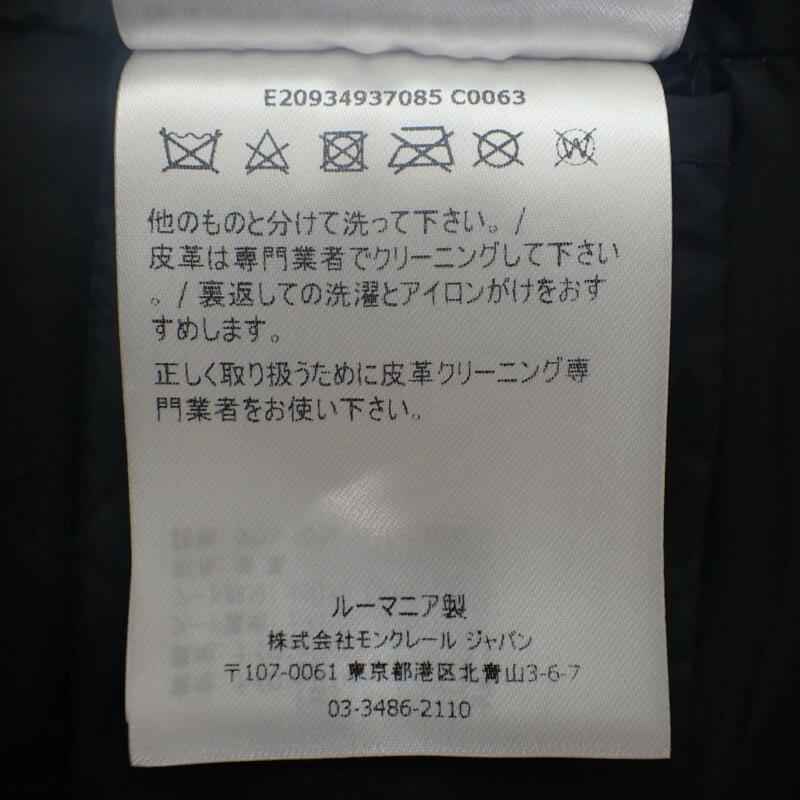 E20934937085 C0063
W
他のものと分けて洗って下さい。/
皮革は専門業者でクリーニングして下さい
。/ 裏返しての洗濯とアイロンがけをおす
すめします。
正しく取り扱うために皮革クリーニング専
門業者をお使い下さい。
ルーマニア製
株式会社モンクレール ジャパン
〒107-0061 東京都港区北青山3-6-7
03-3486-2110